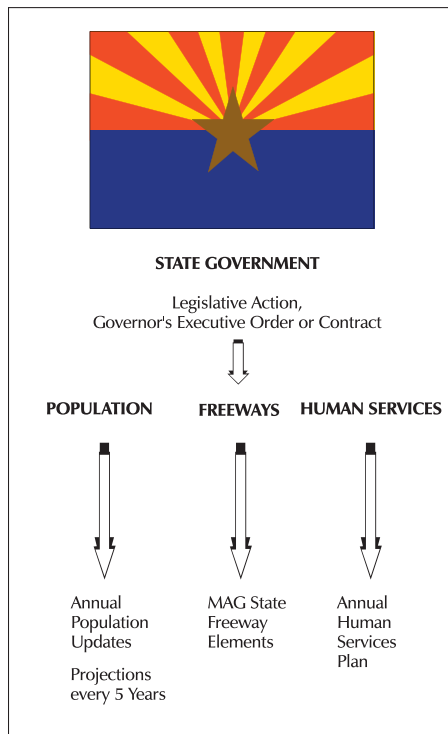 STATE GOVERNMENT
Legislative Action,
Governor's Executive Order or Contract
POPULATION
FREEWAYS
HUMAN SERVICES
Annual
Population
Updates
Projections
every 5 Years
MAG State
Freeway
Elements
Annual
Human
Services
Plan